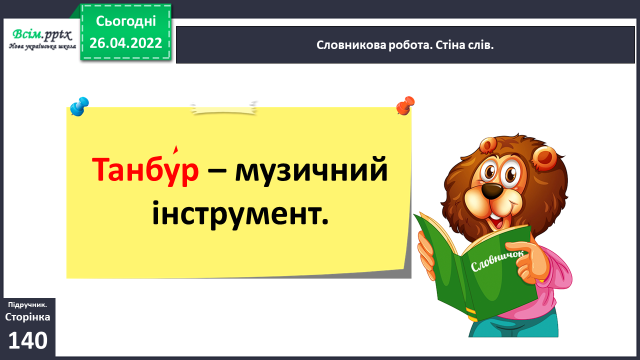 Всім.pptx
Нова українська школа
Сьогодні
26.04.2022
Словникова робота. Стіна слів.
Танбу́р – музичний
інструмент.
Словничок
Підручник.
Сторінка
140